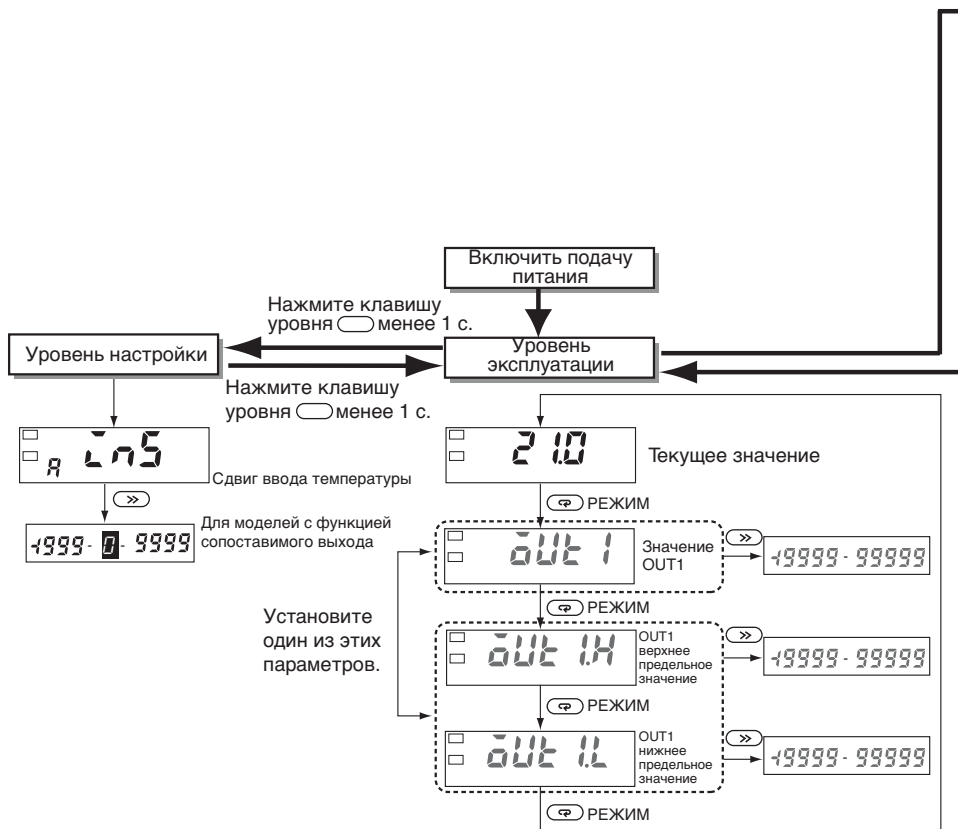 Включить подачу
питания
Нажмите клавишу
уровня менее 1 с.
Уровень настройки
Уровень
эксплуатации
Нажмите клавишу
уровня менее 1 с.
A inS
Сдвиг ввода температуры
Для моделей с функцией
сопоставимого выхода
-1999 - 0 - 9999
21.0
Текущее значение
РЕЖИМ
oUt 1
Значение
OUT1
-19999 - 99999
РЕЖИМ
Установите
один из этих
параметров.
oUt 1.H
OUT1
верхнее
предельное
значение
-19999 - 99999
РЕЖИМ
oUt 1.L
OUT1
нижнее
предельное
значение
-19999 - 99999
РЕЖИМ